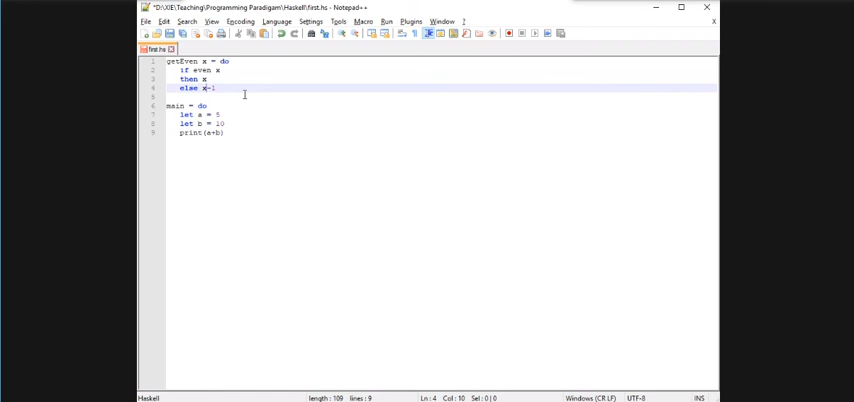 *D:\XIE\Teaching\Programming Paradigam\Haskell\first.hs - Notepad++
File Edit Search View Encoding Language Settings Tools Macro Run Plugins Window ? X
first.hs
1 getEven x = do
2 if even x
3 then x
4 else x-1
5
6 main = do
7 let a = 5
8 let b = 10
9 print(a+b)
Haskell length : 109 lines : 9 Ln : 4 Col : 10 Sel : 0 | 0 Windows (CR LF) UTF-8 INS